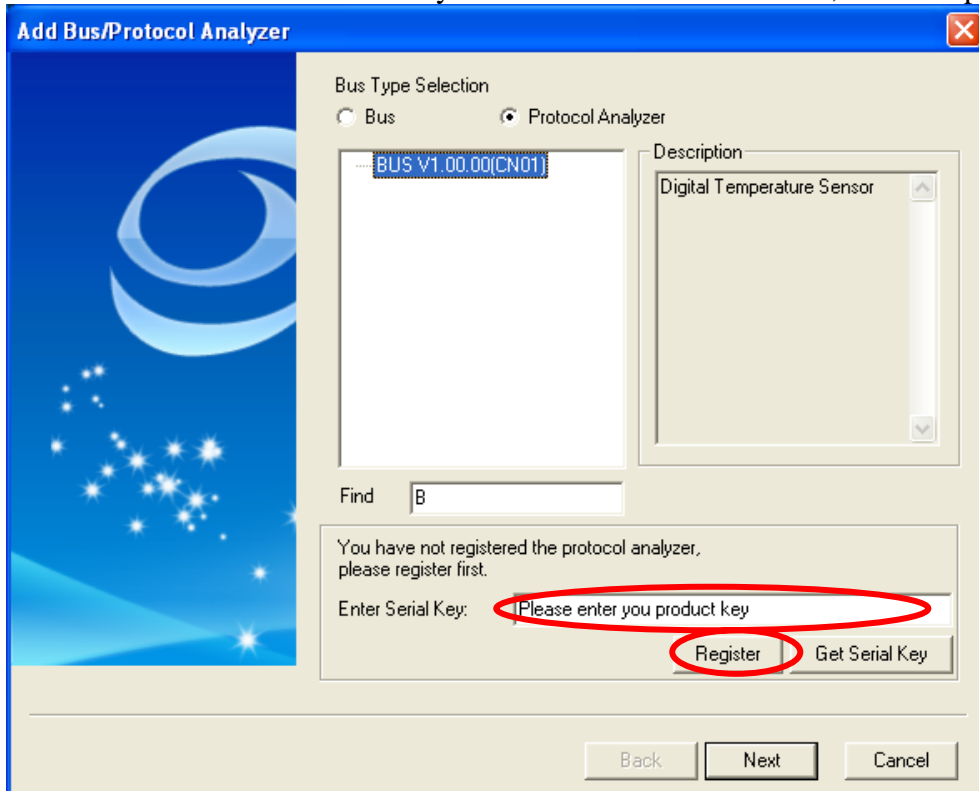 Add Bus/Protocol Analyzer
Bus Type Selection
Bus
Protocol Analyzer
BUS V1.00.00(CN01)
Description
Digital Temperature Sensor
Find
B
You have not registered the protocol analyzer,
please register first.
Enter Serial Key:
Please enter you product key
Register
Get Serial Key
Back
Next
Cancel